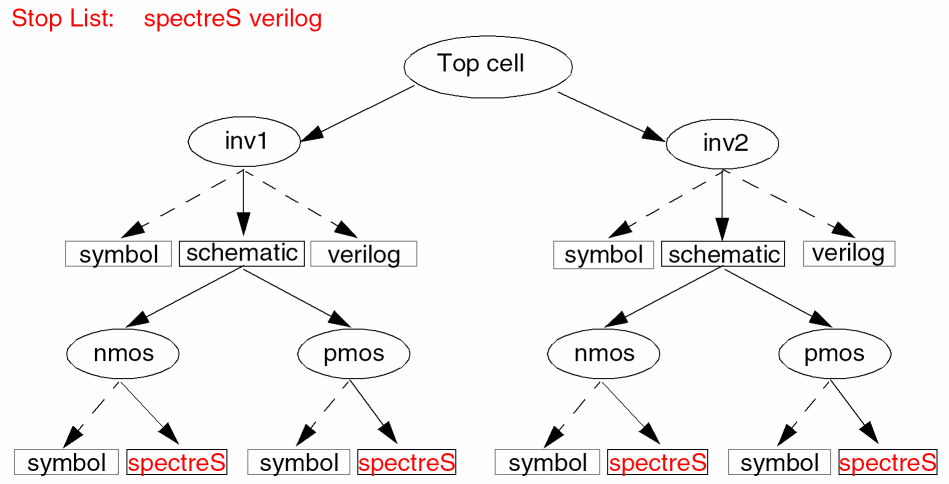 Stop List: spectreS verilog
Top cell
inv1 inv2
symbol schematic verilog symbol schematic verilog
nmos pmos nmos pmos
symbol spectreS symbol spectreS symbol spectreS symbol spectreS